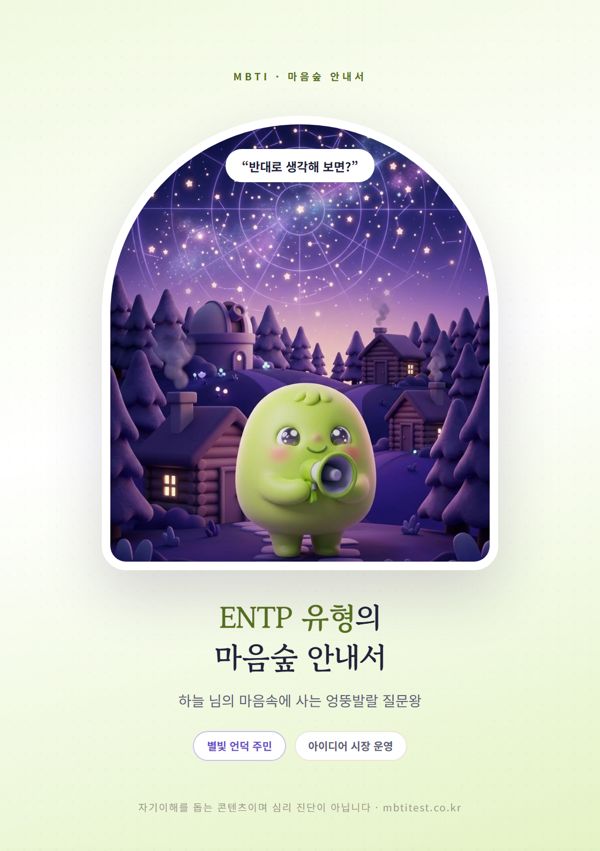 MBTI · 마음숲 안내서
“반대로 생각해 보면?”
ENTP 유형의
마음숲 안내서
하늘 님의 마음속에 사는 엉뚱발랄 질문왕
별빛 언덕 주민
아이디어 시장 운영
자기이해를 돕는 콘텐츠이며 심리 진단이 아닙니다 · mbtitest.co.kr